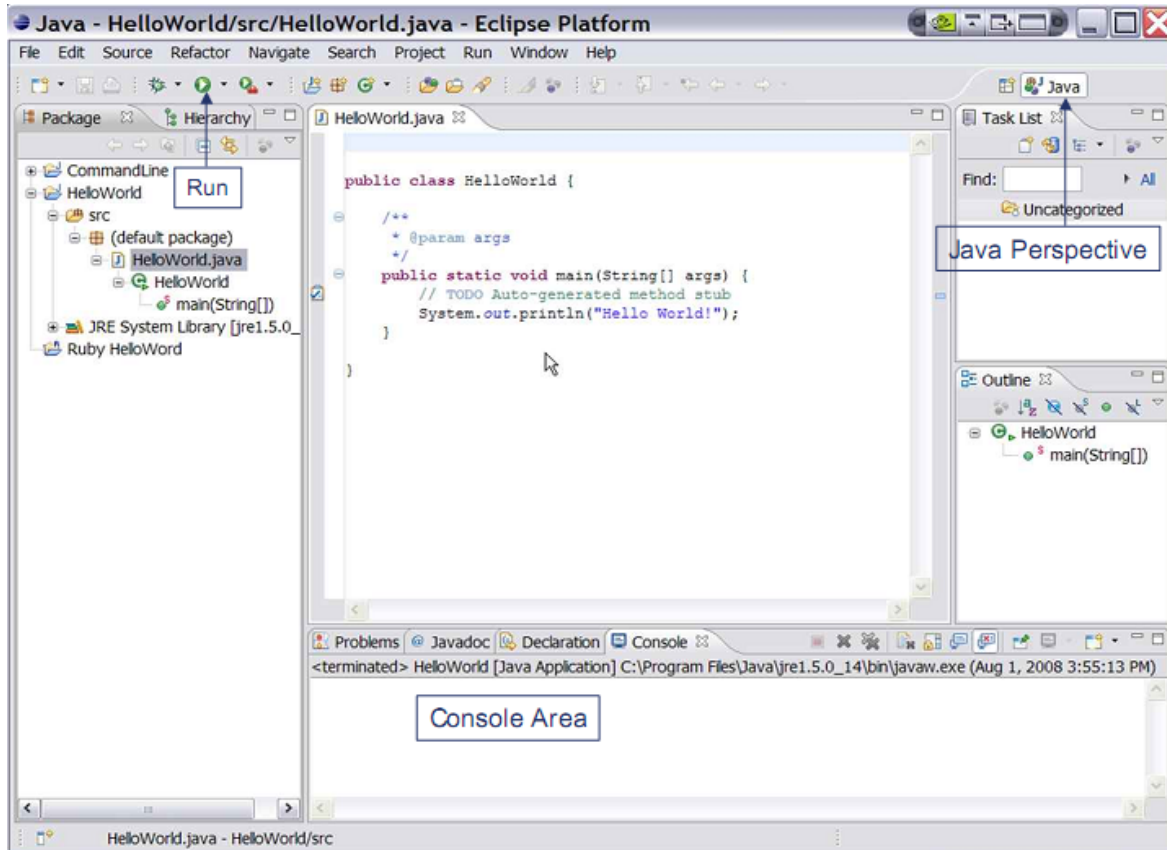 Java - HelloWorld/src/HelloWorld.java - Eclipse Platform
File Edit Source Refactor Navigate Search Project Run Window Help
Java
Package
Hierarchy
CommandLine
HelloWorld
src
(default package)
HelloWorld.java
HelloWorld
main(String[])
JRE System Library [jre1.5.0_
Ruby HelloWord
Run
HelloWorld.java
public class HelloWorld {
/**
* @param args
*/
public static void main(String[] args) {
// TODO Auto-generated method stub
System.out.println("Hello World!");
}
}
Task List
Find:
All
Uncategorized
Java Perspective
Outline
HelloWorld
main(String[])
Problems Javadoc Declaration Console
<terminated> HelloWorld [Java Application] C:\Program Files\Java\jre1.5.0_14\bin\javaw.exe (Aug 1, 2008 3:55:13 PM)
Console Area
HelloWorld.java - HelloWorld/src